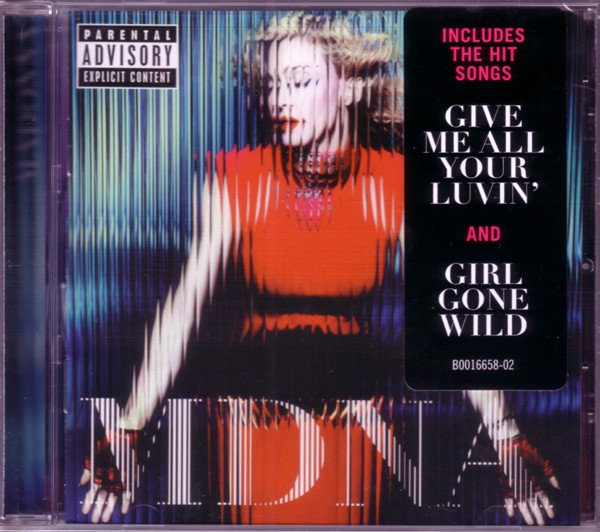 PARENTAL
ADVISORY
EXPLICIT CONTENT
INCLUDES
THE HIT
SONGS
GIVE
ME ALL
YOUR
LUVIN'
AND
GIRL
GONE
WILD
B0016658-02
MDNA